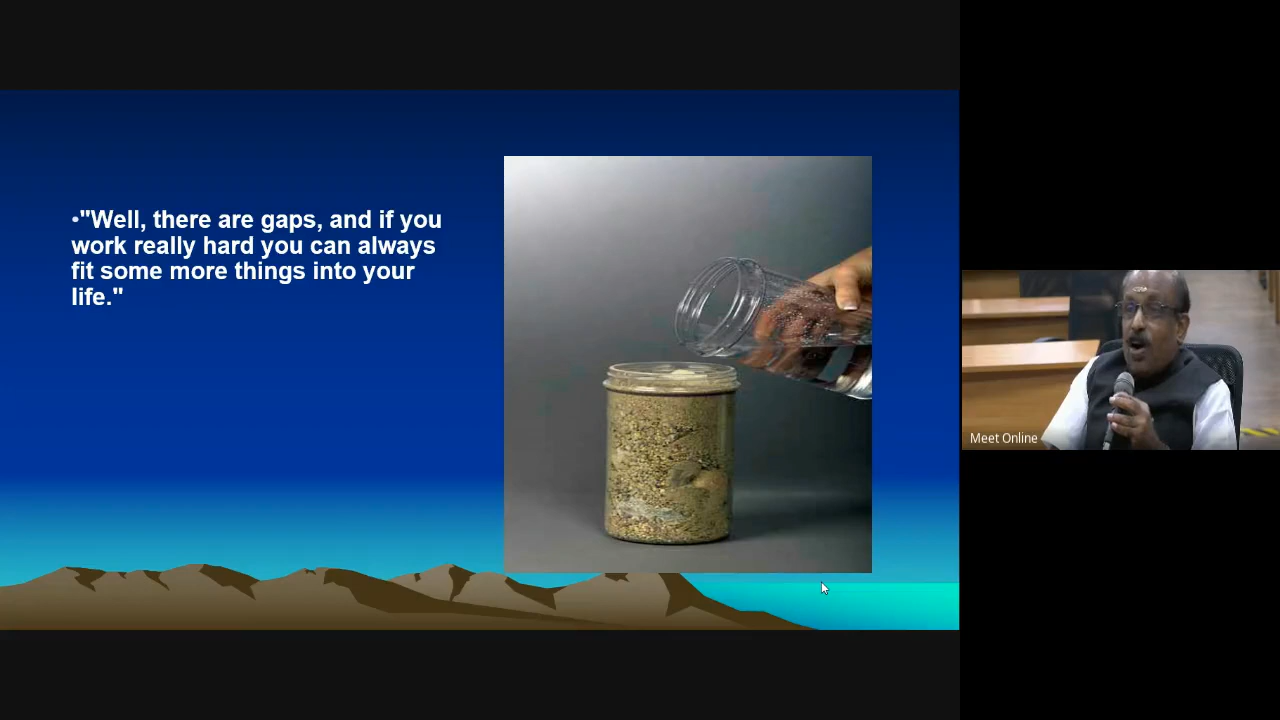 •"Well, there are gaps, and if you
work really hard you can always
fit some more things into your
life."
Meet Online